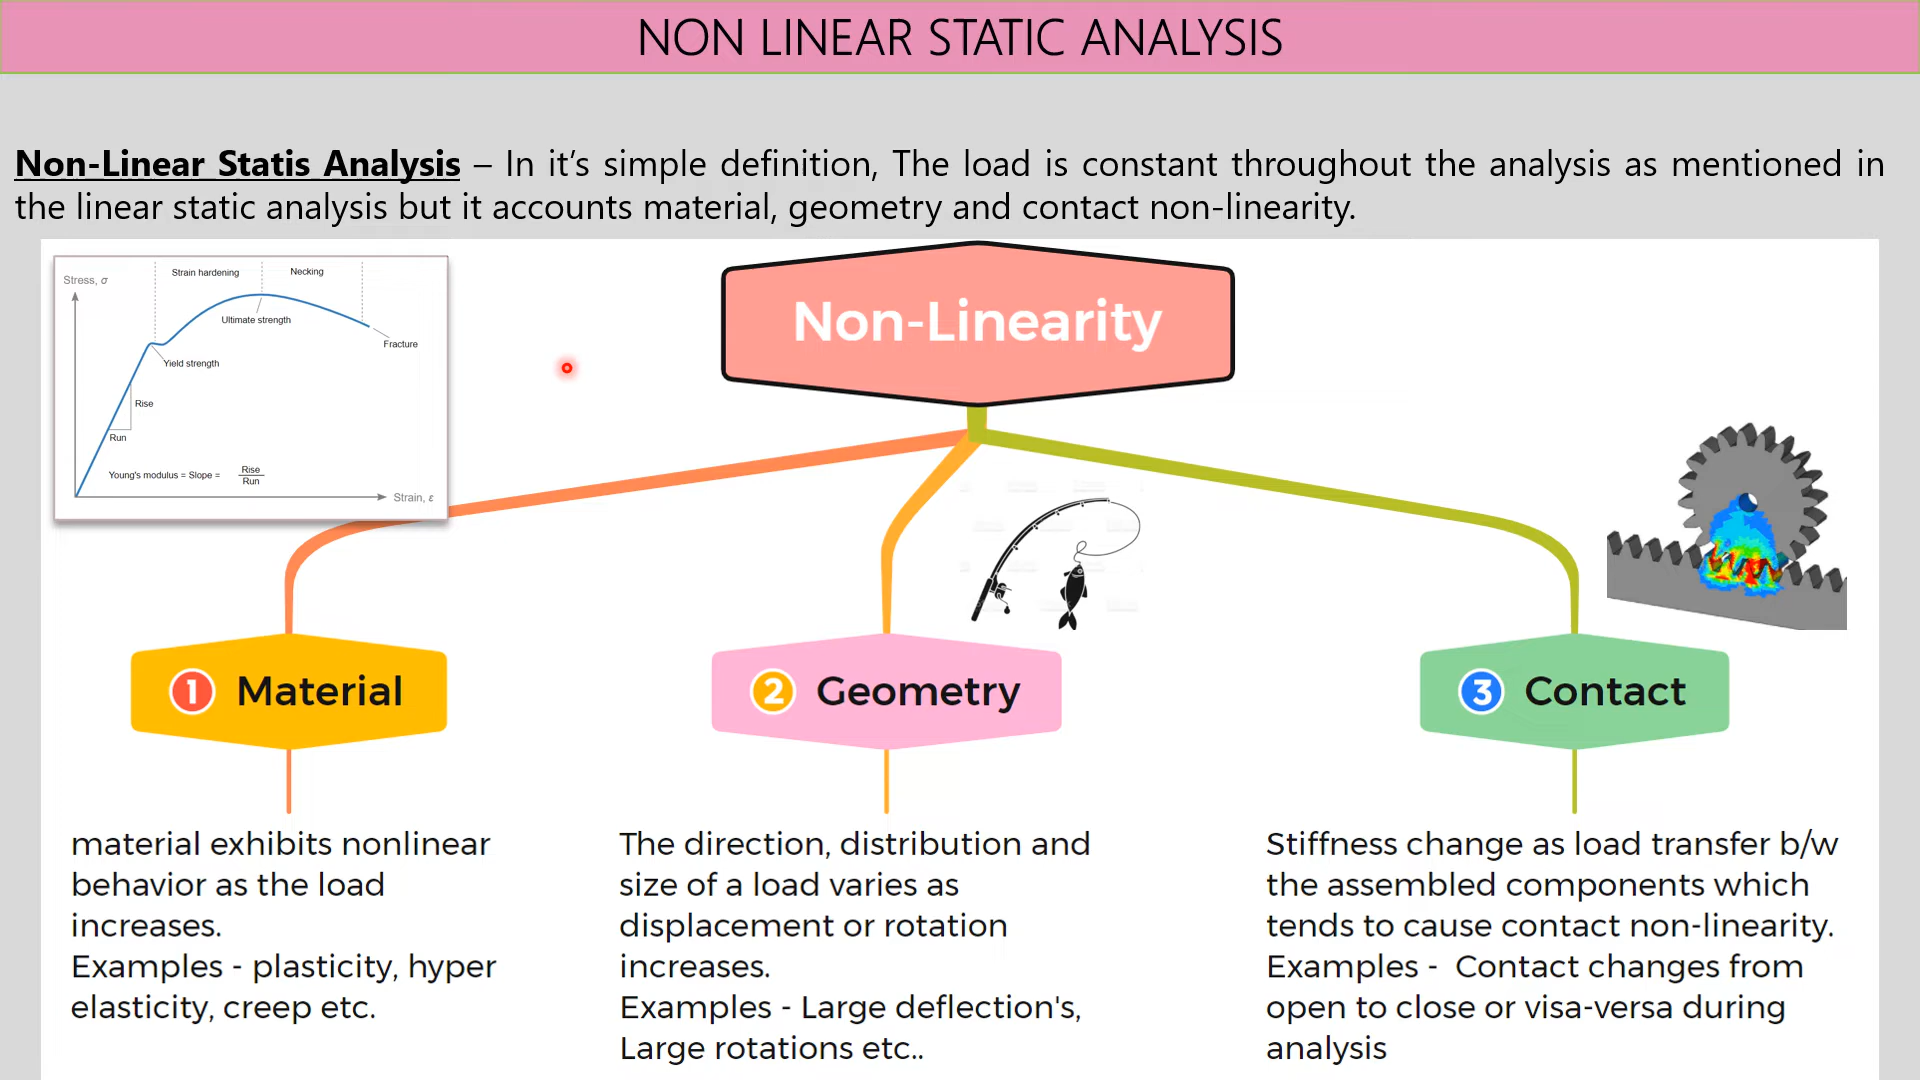 NON LINEAR STATIC ANALYSIS
Non-Linear Statis Analysis – In it’s simple definition, The load is constant throughout the analysis as mentioned in
the linear static analysis but it accounts material, geometry and contact non-linearity.
Stress, σ
Strain hardening
Necking
Ultimate strength
Fracture
Yield strength
Rise
Run
Young's modulus = Slope =
Rise
Run
Strain, ε
Non-Linearity
1 Material
2 Geometry
3 Contact
material exhibits nonlinear
behavior as the load
increases.
Examples - plasticity, hyper
elasticity, creep etc.
The direction, distribution and
size of a load varies as
displacement or rotation
increases.
Examples - Large deflection's,
Large rotations etc..
Stiffness change as load transfer b/w
the assembled components which
tends to cause contact non-linearity.
Examples -  Contact changes from
open to close or visa-versa during
analysis